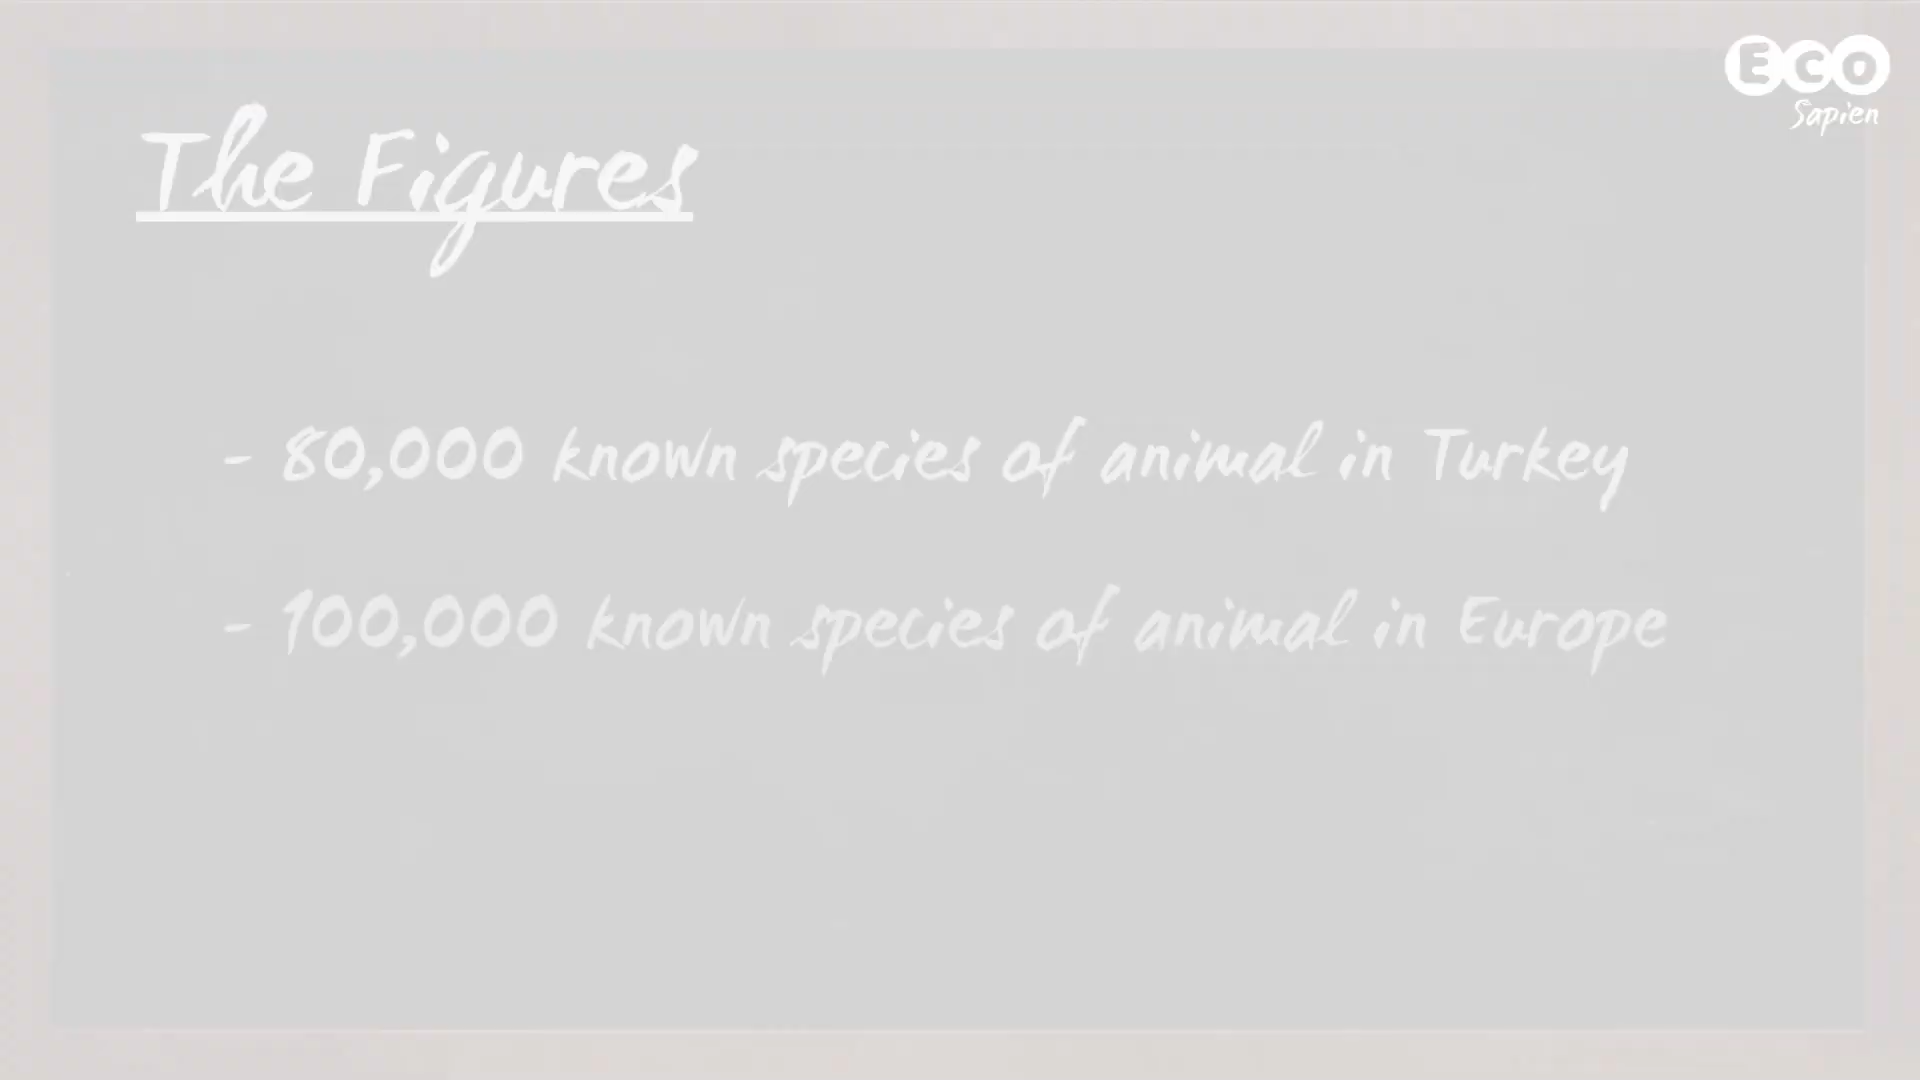 ECO
Sapien
The Figures
- 80,000 known species of animal in Turkey
- 100,000 known species of animal in Europe